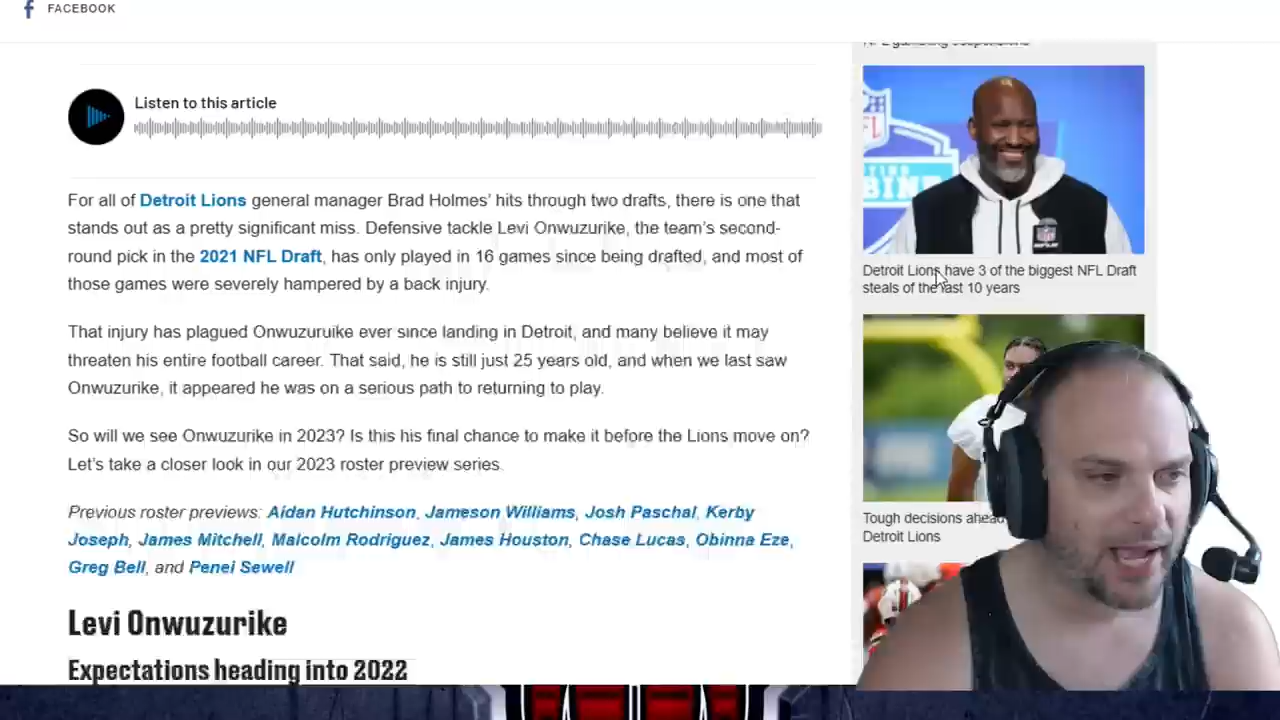 FACEBOOK
Listen to this article
For all of Detroit Lions general manager Brad Holmes' hits through two drafts, there is one that
stands out as a pretty significant miss. Defensive tackle Levi Onwuzurike, the team's second-
round pick in the 2021 NFL Draft, has only played in 16 games since being drafted, and most of
those games were severely hampered by a back injury.
That injury has plagued Onwuzuruike ever since landing in Detroit, and many believe it may
threaten his entire football career. That said, he is still just 25 years old, and when we last saw
Onwuzurike, it appeared he was on a serious path to returning to play.
So will we see Onwuzurike in 2023? Is this his final chance to make it before the Lions move on?
Let's take a closer look in our 2023 roster preview series.
Previous roster previews: Aidan Hutchinson, Jameson Williams, Josh Paschal, Kerby
Joseph, James Mitchell, Malcolm Rodriguez, James Houston, Chase Lucas, Obinna Eze,
Greg Bell, and Penei Sewell
Levi Onwuzurike
Expectations heading into 2022
Detroit Lions have 3 of the biggest NFL Draft
steals of the last 10 years
Tough decisions ahead
Detroit Lions